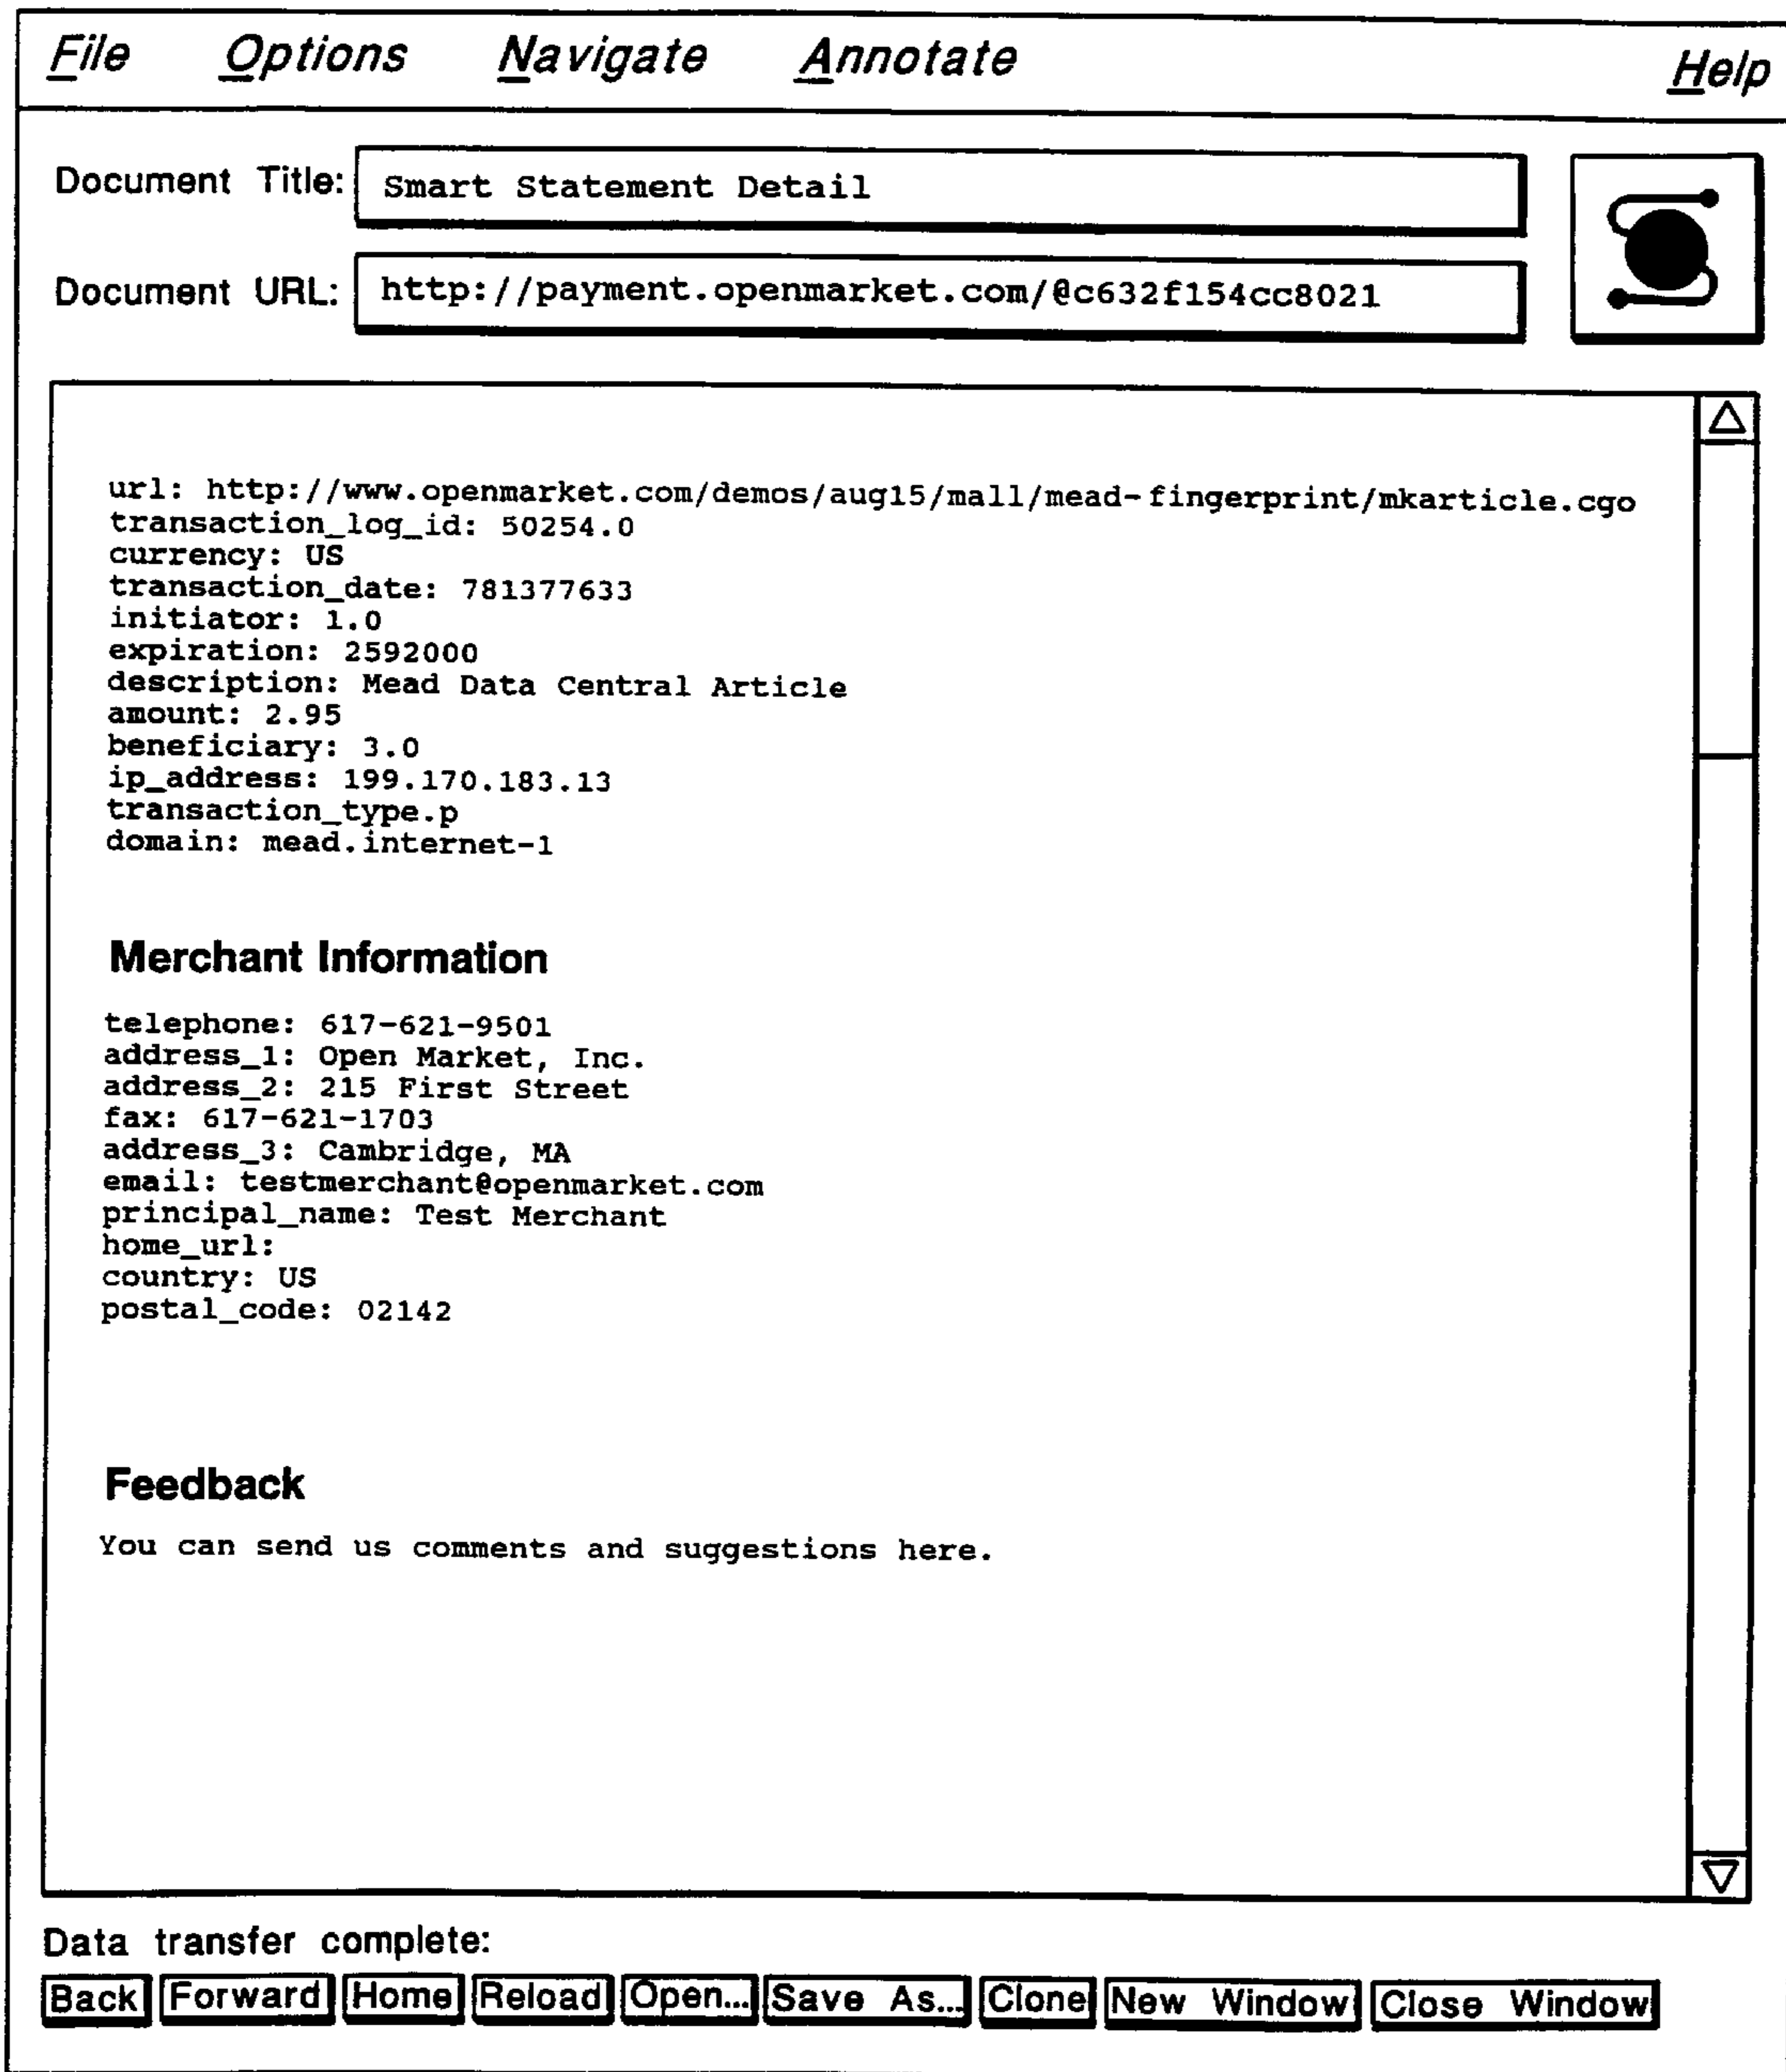 File Options Navigate Annotate Help
Document Title: Smart Statement Detail
Document URL: http://payment.openmarket.com/@c632f154cc8021
url: http://www.openmarket.com/demos/aug15/mall/mead-fingerprint/mkarticle.cgo
transaction_log_id: 50254.0
currency: US
transaction_date: 781377633
initiator: 1.0
expiration: 2592000
description: Mead Data Central Article
amount: 2.95
beneficiary: 3.0
ip_address: 199.170.183.13
transaction_type.p
domain: mead.internet-1
Merchant Information
telephone: 617-621-9501
address_1: Open Market, Inc.
address_2: 215 First Street
fax: 617-621-1703
address_3: Cambridge, MA
email: testmerchant@openmarket.com
principal_name: Test Merchant
home_url:
country: US
postal_code: 02142
Feedback
You can send us comments and suggestions here.
Data transfer complete:
Back Forward Home Reload Open... Save As... Clone New Window Close Window